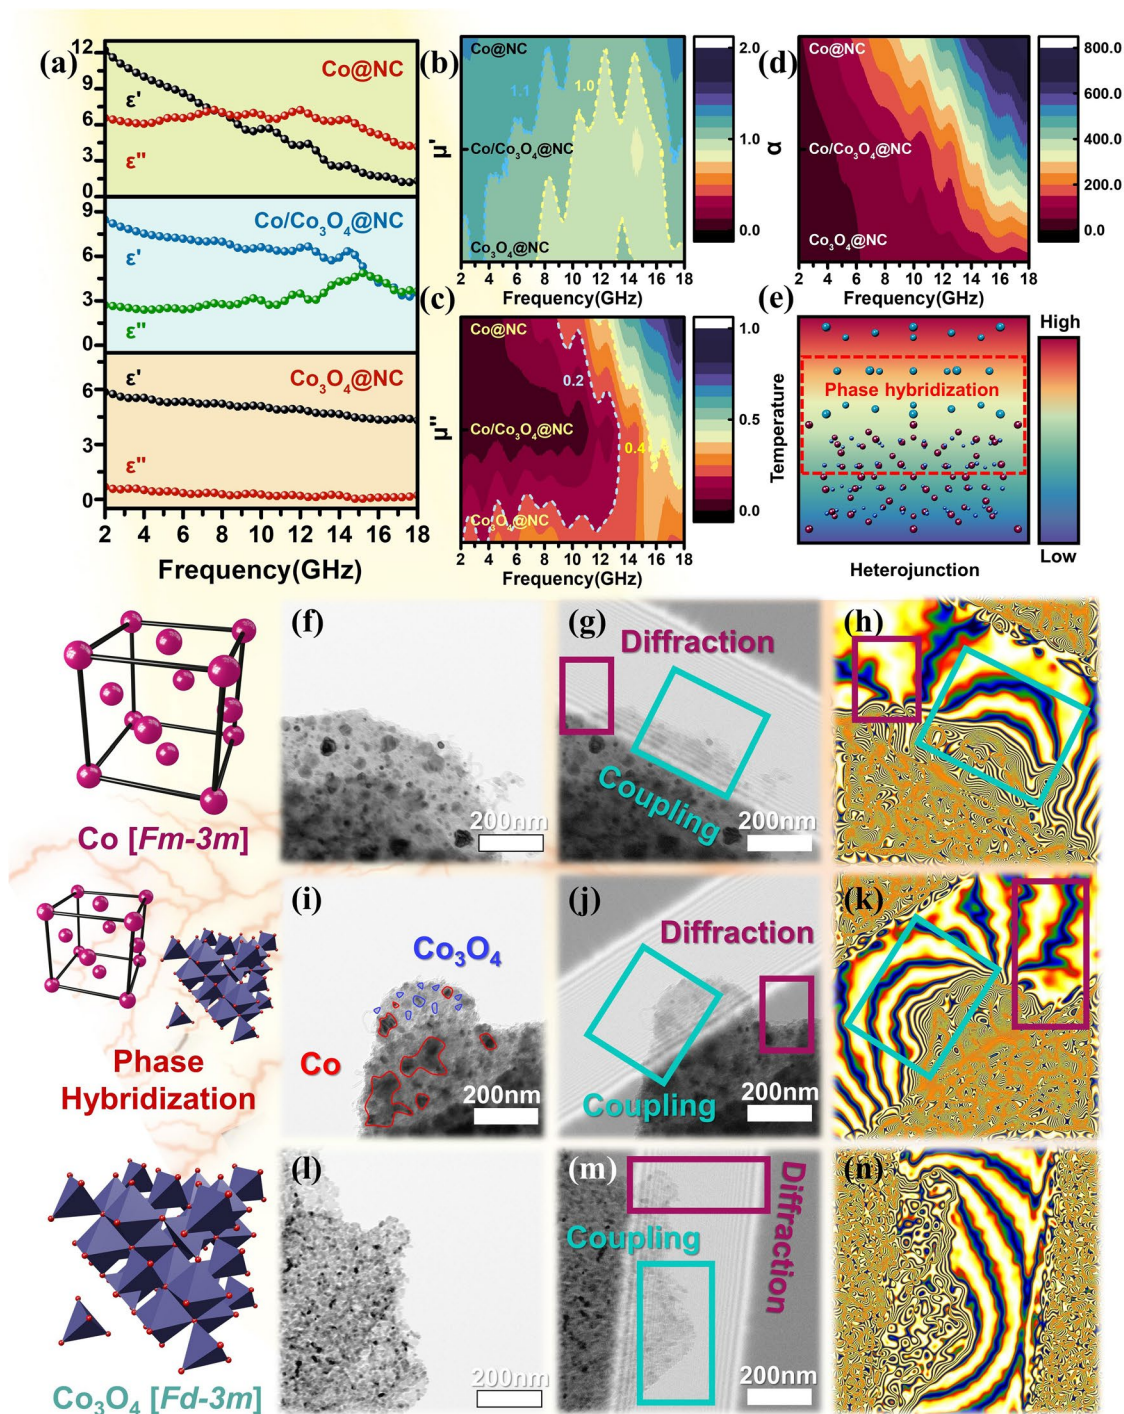 (a)
Co@NC
ε'
ε''
12
9
6
3
0
Co/Co₃O₄@NC
ε'
ε''
9
6
3
0
Co₃O₄@NC
ε'
ε''
8
4
0
2 4 6 8 10 12 14 16 18
Frequency(GHz)
(b)
Co@NC
1.1
1.0
Co/Co₃O₄@NC
Co₃O₄@NC
μ'
2 4 6 8 10 12 14 16 18
Frequency(GHz)
2.0
1.0
0.0
(d)
Co@NC
Co/Co₃O₄@NC
Co₃O₄@NC
α
2 4 6 8 10 12 14 16 18
Frequency(GHz)
800.0
600.0
400.0
200.0
0.0
(c)
Co@NC
0.2
Co/Co₃O₄@NC
0.4
Co₃O₄@NC
μ''
2 4 6 8 10 12 14 16 18
Frequency(GHz)
1.0
0.5
0.0
(e)
Phase hybridization
Temperature
Heterojunction
High
Low
Co [Fm-3m]
(f)
200nm
(g)
Diffraction
Coupling
200nm
(h)
Phase
Hybridization
(i)
Co₃O₄
Co
200nm
(j)
Diffraction
Coupling
200nm
(k)
Co₃O₄ [Fd-3m]
(l)
200nm
(m)
Diffraction
Coupling
200nm
(n)